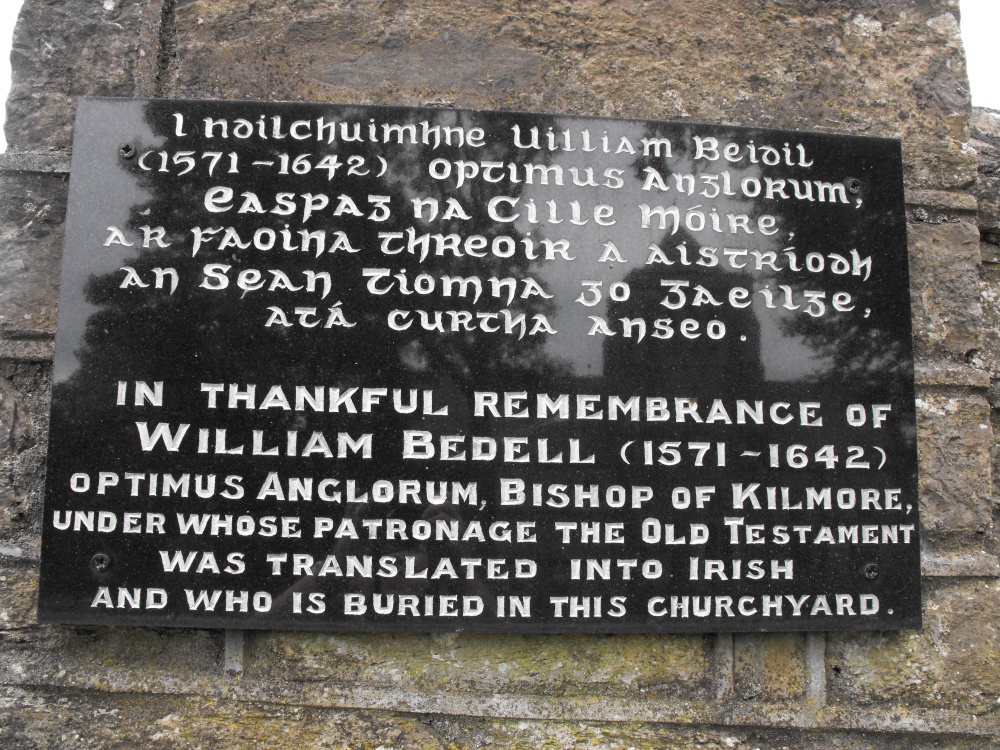 I ndilchuimhne Uilliam Beidil
(1571-1642) optimus Anglorum,
Easpag na Cille Móire,
ar faoina threoir a aistríodh
an Sean Tiomna go Gaeilge,
atá curtha anseo.
IN THANKFUL REMEMBRANCE OF
WILLIAM BEDELL (1571-1642)
OPTIMUS ANGLORUM, BISHOP OF KILMORE,
UNDER WHOSE PATRONAGE THE OLD TESTAMENT
WAS TRANSLATED INTO IRISH
AND WHO IS BURIED IN THIS CHURCHYARD.